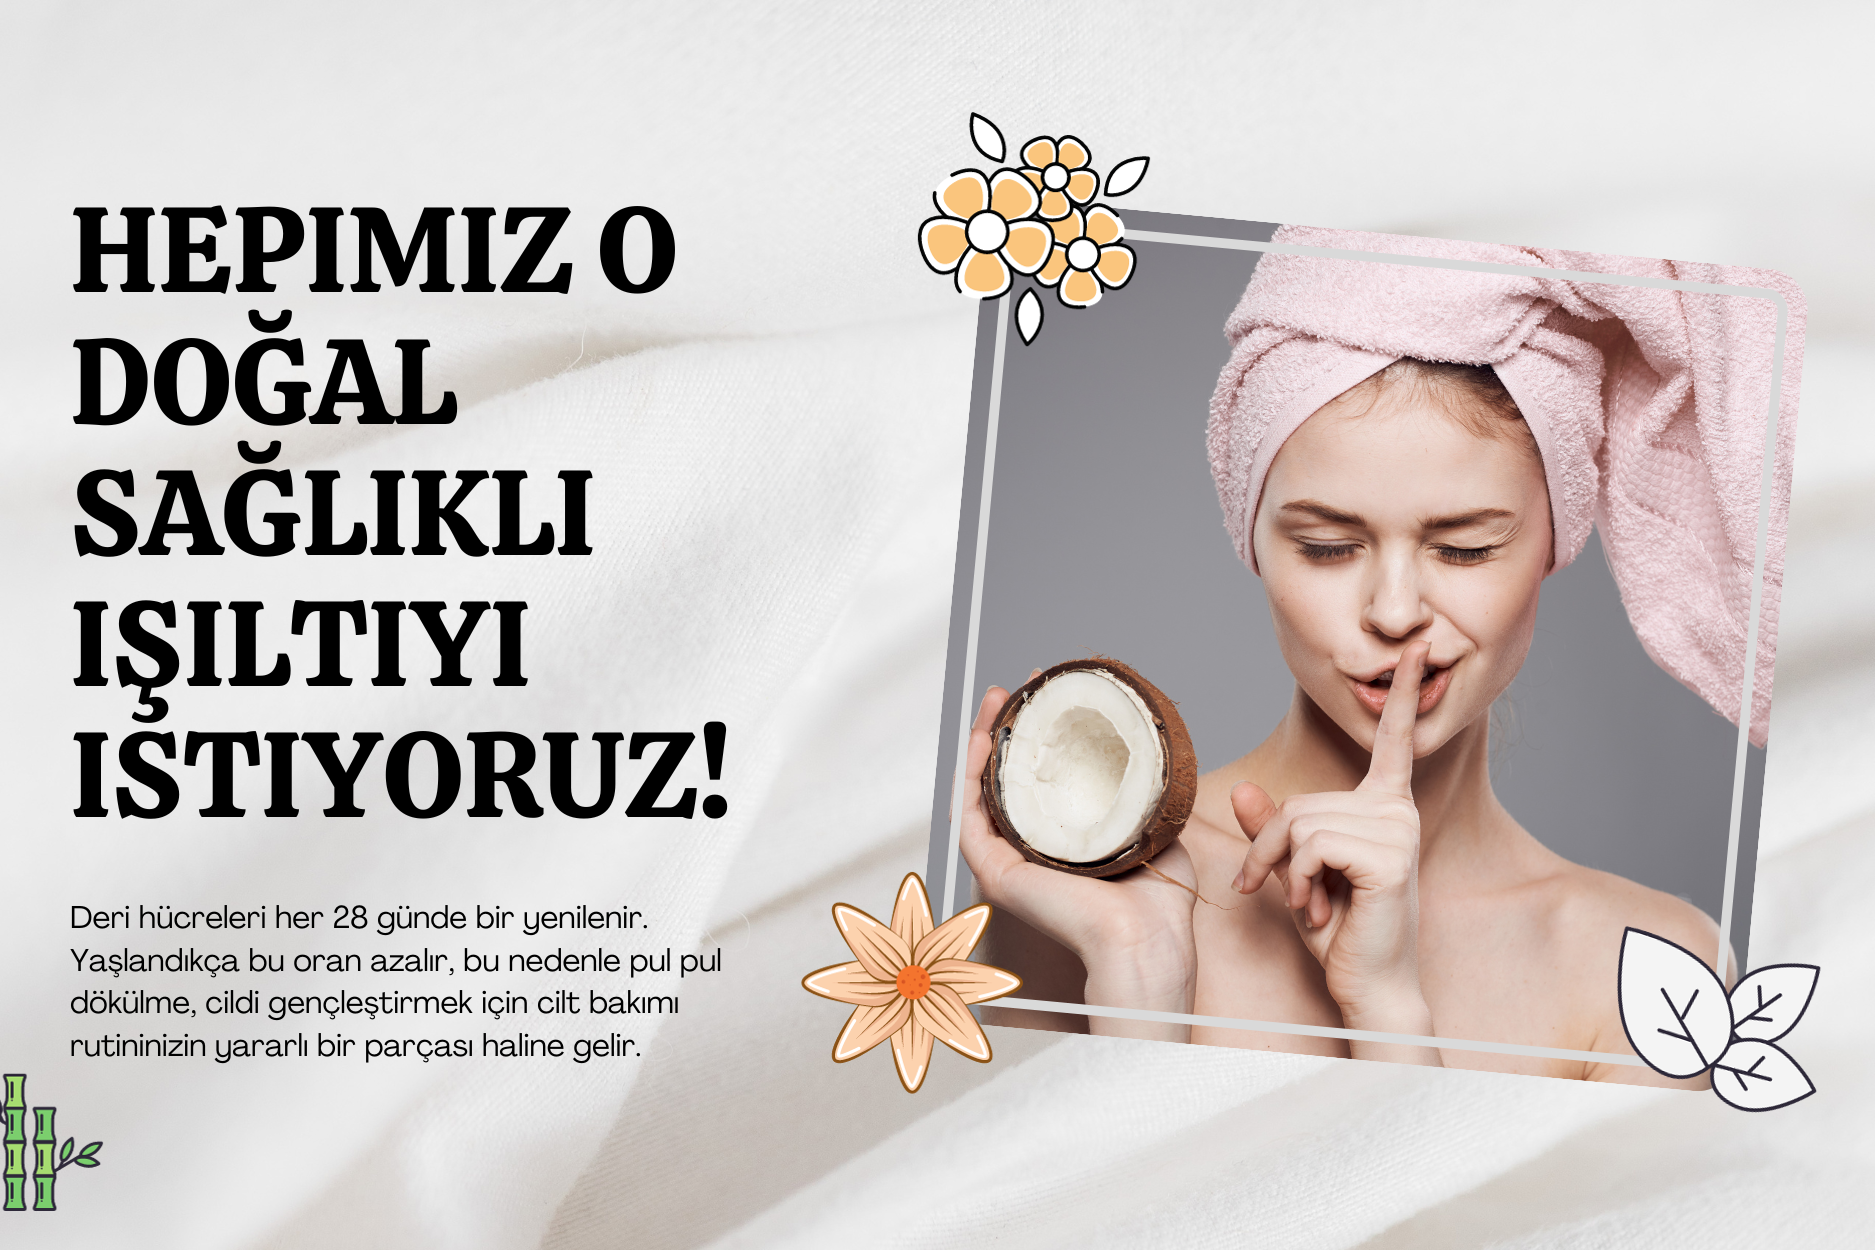 HEPIMIZ O
DOĞAL
SAĞLIKLI
IŞILTIYI
ISTIYORUZ!
Deri hücreleri her 28 günde bir yenilenir.
Yaşlandıkça bu oran azalır, bu nedenle pul pul
dökülme, cildi gençleştirmek için cilt bakımı
rutininizin yararlı bir parçası haline gelir.